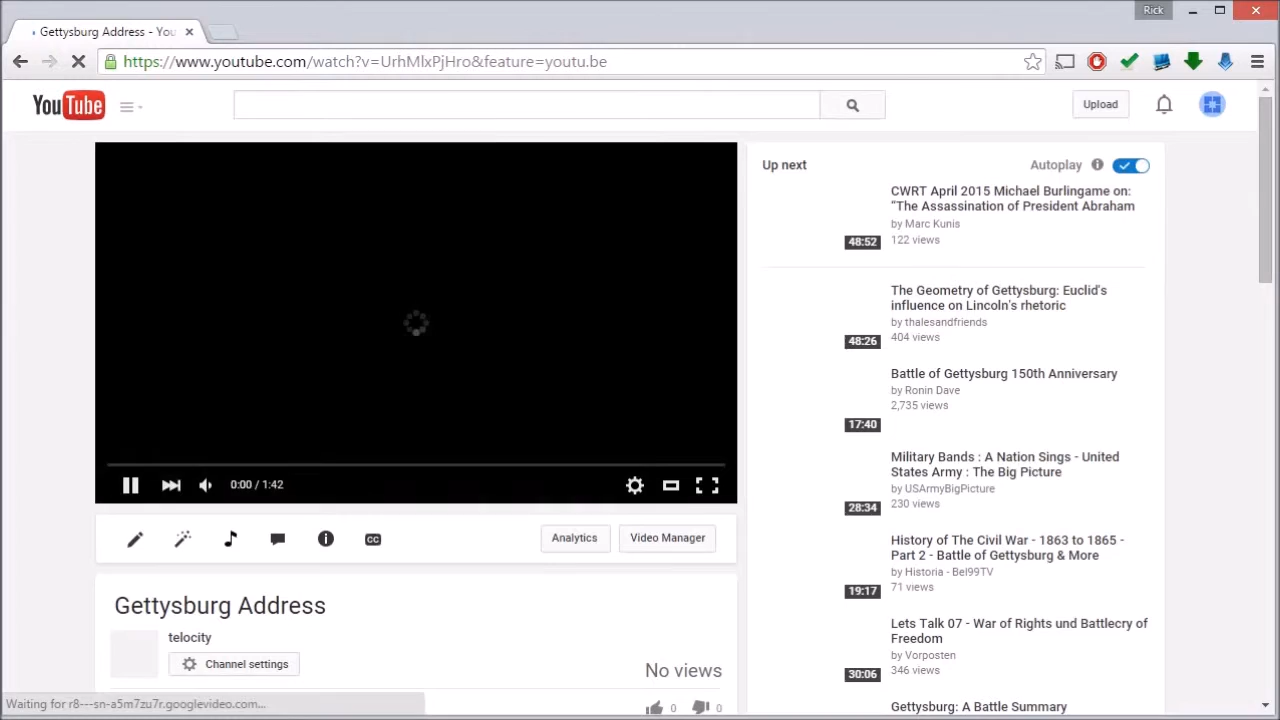 Rick
Gettysburg Address - You
https://www.youtube.com/watch?v=UrhMlxPjHro&feature=youtu.be
YouTube
Upload
Up next
Autoplay
CWRT April 2015 Michael Burlingame on:
"The Assassination of President Abraham
by Marc Kunis
122 views
48:52
The Geometry of Gettysburg: Euclid's
influence on Lincoln's rhetoric
by thalesandfriends
404 views
48:26
Battle of Gettysburg 150th Anniversary
by Ronin Dave
2,735 views
17:40
Military Bands : A Nation Sings - United
States Army : The Big Picture
by USArmyBigPicture
230 views
28:34
History of The Civil War - 1863 to 1865 -
Part 2 - Battle of Gettysburg & More
by Historia - Bel99TV
71 views
19:17
Lets Talk 07 - War of Rights und Battlecry of
Freedom
by Vorposten
346 views
30:06
Gettysburg: A Battle Summary
0:00 / 1:42
CC
Analytics
Video Manager
Gettysburg Address
telocity
Channel settings
No views
0
0
Waiting for r8---sn-a5m7zu7r.googlevideo.com...